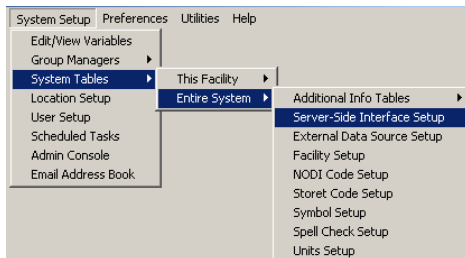 System Setup Preferences Utilities Help
Edit/View Variables
Group Managers
System Tables
Location Setup
User Setup
Scheduled Tasks
Admin Console
Email Address Book
This Facility
Entire System
Additional Info Tables
Server-Side Interface Setup
External Data Source Setup
Facility Setup
NODI Code Setup
Storet Code Setup
Symbol Setup
Spell Check Setup
Units Setup